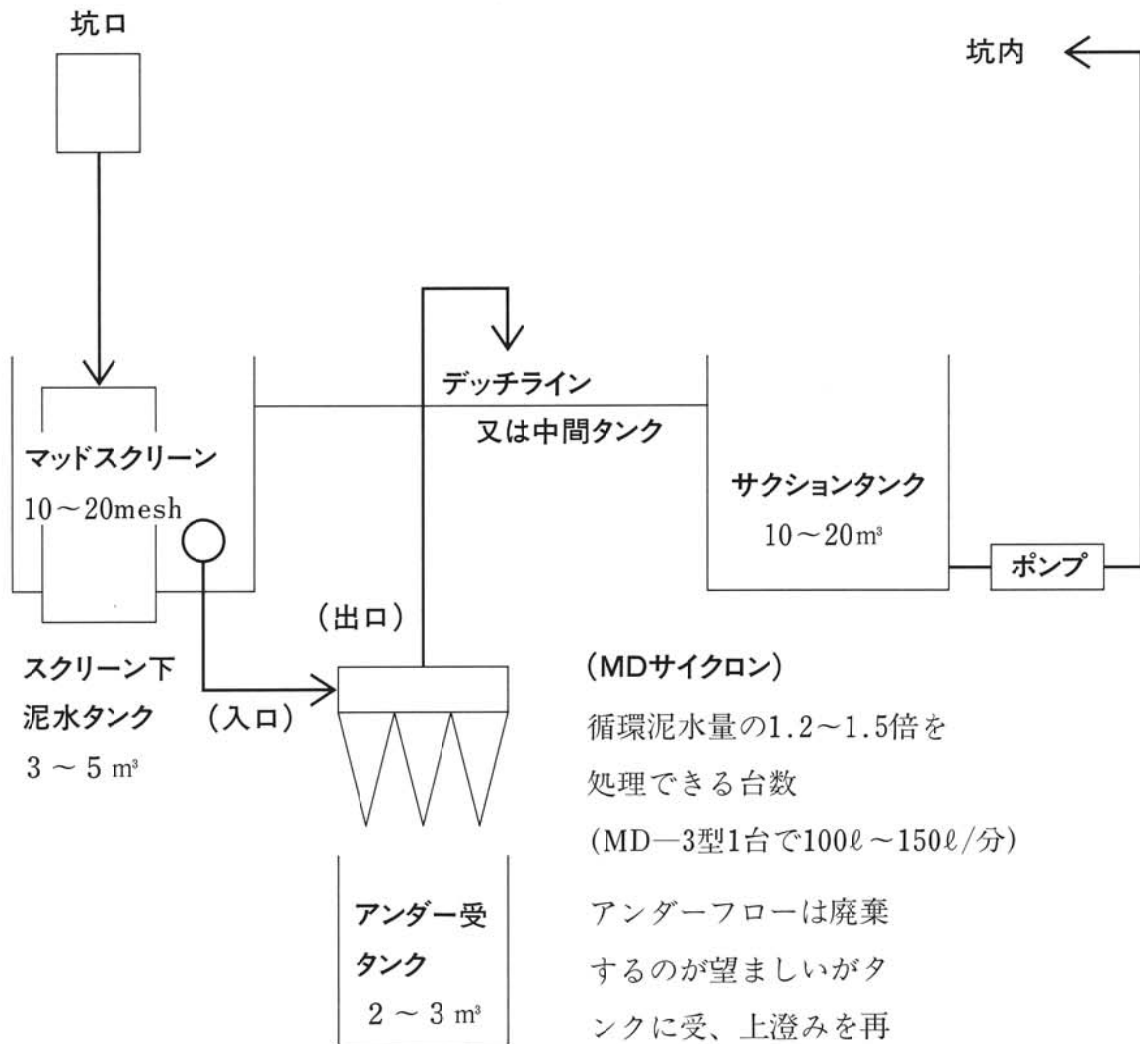 坑口
坑内
デッチライン
又は中間タンク
マッドスクリーン
10～20mesh
サクションタンク
10～20m³
ポンプ
(出口)
スクリーン下
泥水タンク
3～5m³
(入口)
(MDサイクロン)
循環泥水量の1.2～1.5倍を
処理できる台数
(MD—3型1台で100ℓ～150ℓ/分)
アンダー受
タンク
2～3m³
アンダーフローは廃棄
するのが望ましいがタ
ンクに受、上澄みを再